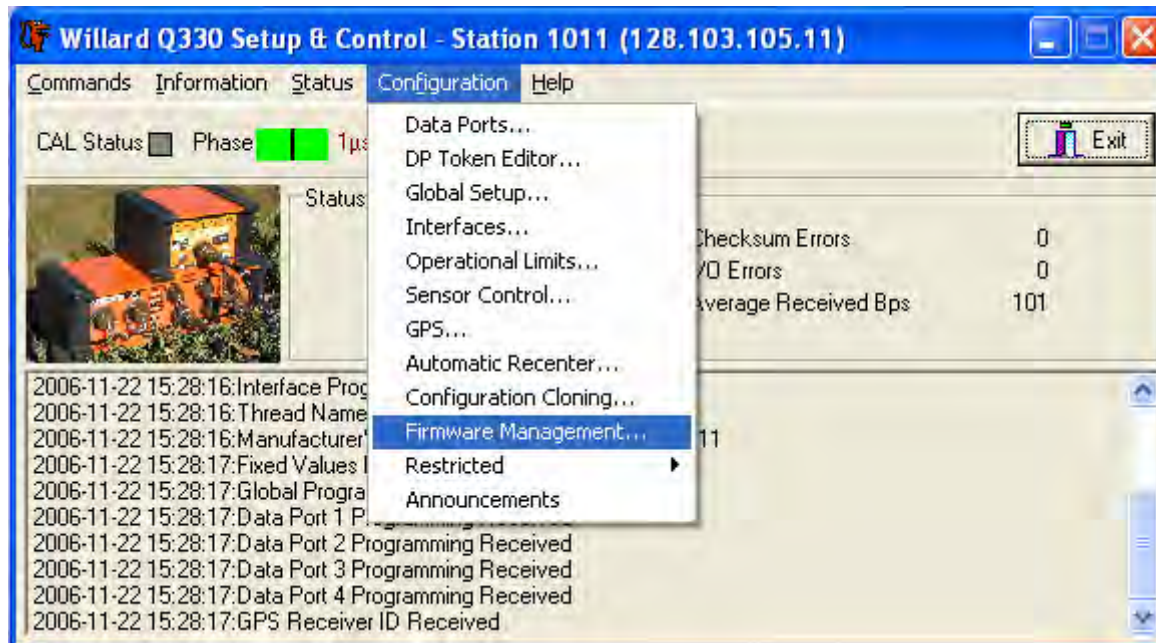 Willard Q330 Setup & Control - Station 1011 (128.103.105.11)
Commands Information Status Configuration Help
CAL Status Phase 1µs
Exit
Data Ports...
DP Token Editor...
Global Setup...
Interfaces...
Operational Limits...
Sensor Control...
GPS...
Automatic Recenter...
Configuration Cloning...
Firmware Management...
Restricted
Announcements
Status
Checksum Errors 0
I/O Errors 0
Average Received Bps 101
2006-11-22 15:28:16:Interface Prog
2006-11-22 15:28:16:Thread Name
2006-11-22 15:28:16:Manufacturer' 11
2006-11-22 15:28:17:Fixed Values
2006-11-22 15:28:17:Global Progra
2006-11-22 15:28:17:Data Port 1 Programming Received
2006-11-22 15:28:17:Data Port 2 Programming Received
2006-11-22 15:28:17:Data Port 3 Programming Received
2006-11-22 15:28:17:Data Port 4 Programming Received
2006-11-22 15:28:17:GPS Receiver ID Received